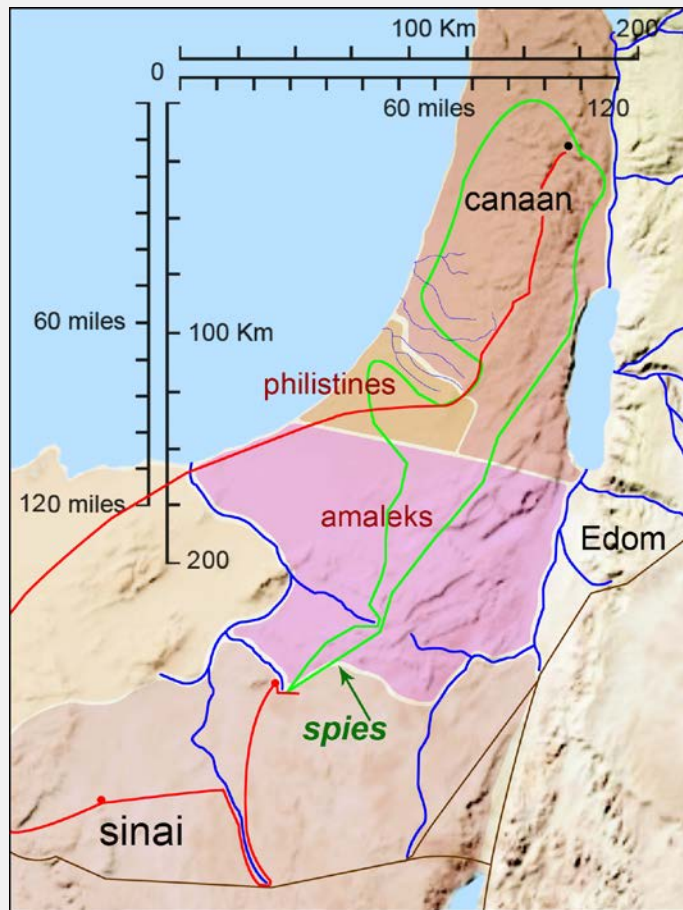 100 Km 200
0
60 miles 120
canaan
60 miles
100 Km
philistines
120 miles
amaleks
Edom
200
spies
sinai